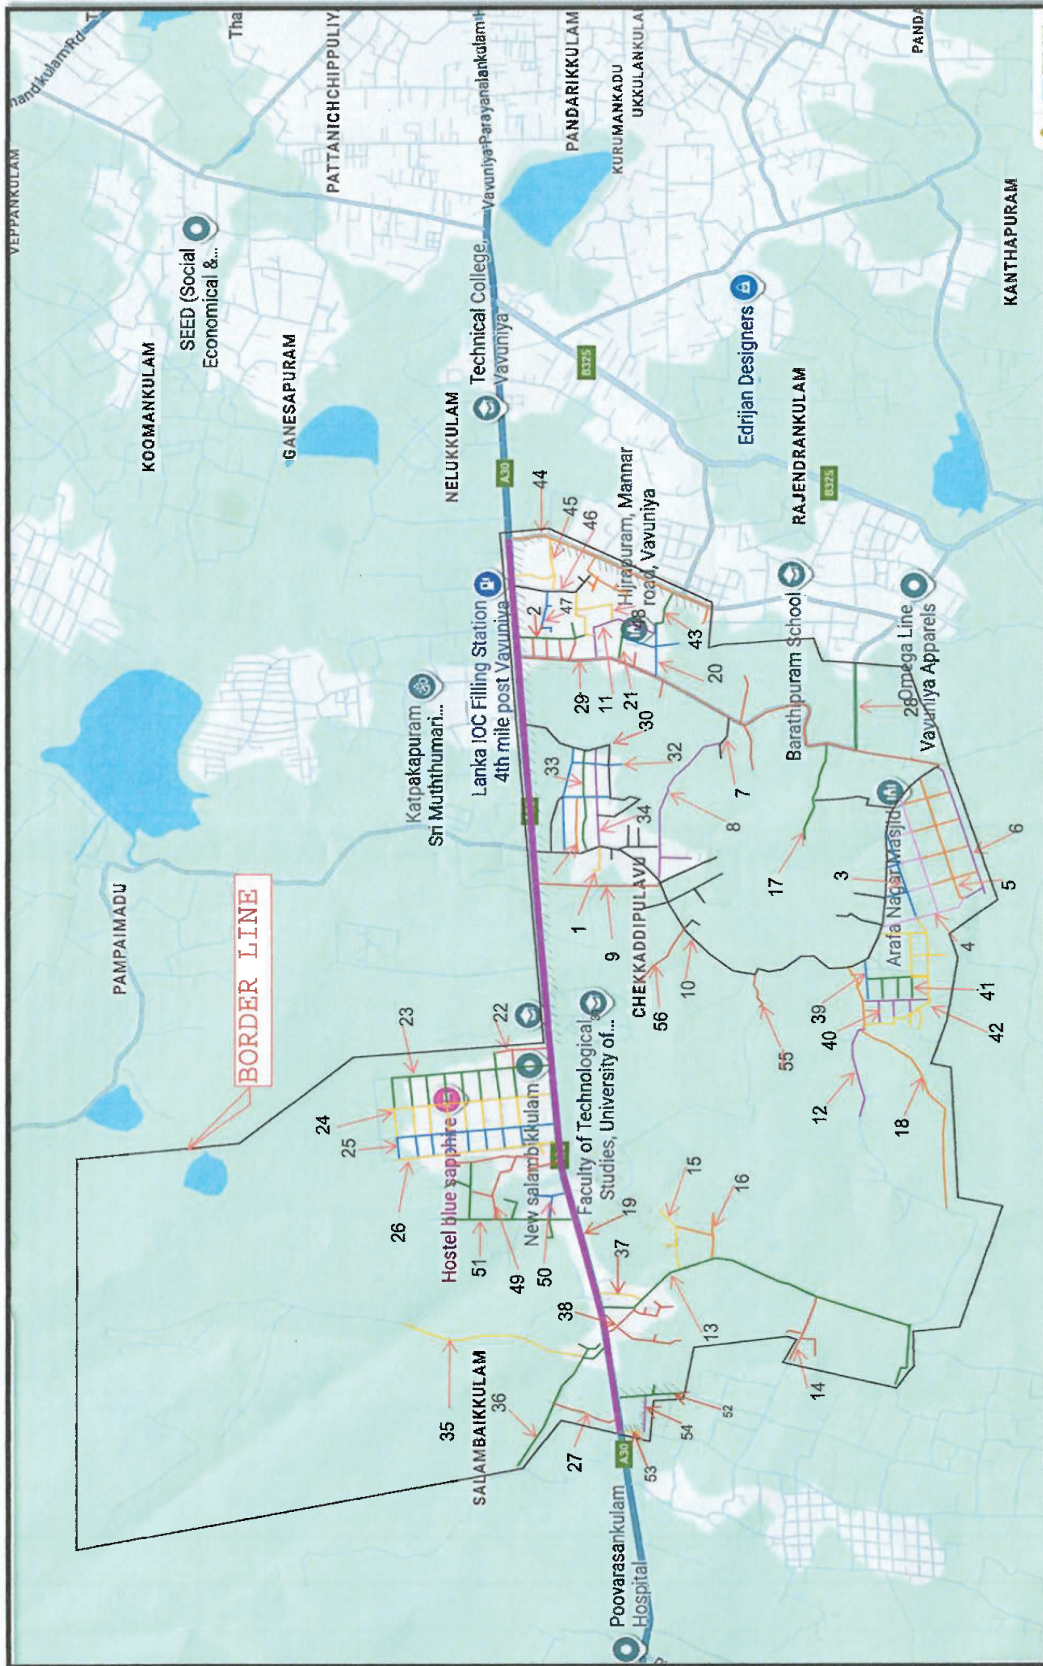 VEPPANKULAM
KOOMANKULAM
SEED (Social
Economical &...
GANESAPURAM
PATTANICHCHIPPULIY
Tha
PAMPAIMADU
BORDER LINE
Katpakapuram
Sri Muththumari...
NELUKKULAM
Technical College,
Vavuniya
Vavuniya-Parayanalankulam
PANDARIKKULAM
KURUMANKADU
UKKULANKULAM
PANDA
KANTHAPURAM
A30
B325
Edrijan Designers
RAJENDRANKULAM
B325
Lanka IOC Filling Station
4th mile post Vavuniya
Hijrapuram, Mannar
road, Vavuniya
Barathipuram School
Omega Line
Vavuniya Apparels
Arafa Nagar Masjid
CHEKKADDIPULAVU
Faculty of Technological
Studies, University of...
New salambikkulam
Hostel blue sapphire
SALAMBAIKKULAM
A30
Poovarasankulam
Hospital
44
45
46
47
2
48
43
20
21
11
29
30
33
32
34
7
8
28
17
6
5
3
4
1
9
10
56
55
39
40
41
42
12
18
22
23
24
25
26
51
49
50
19
15
16
37
38
13
14
35
36
27
52
54
53